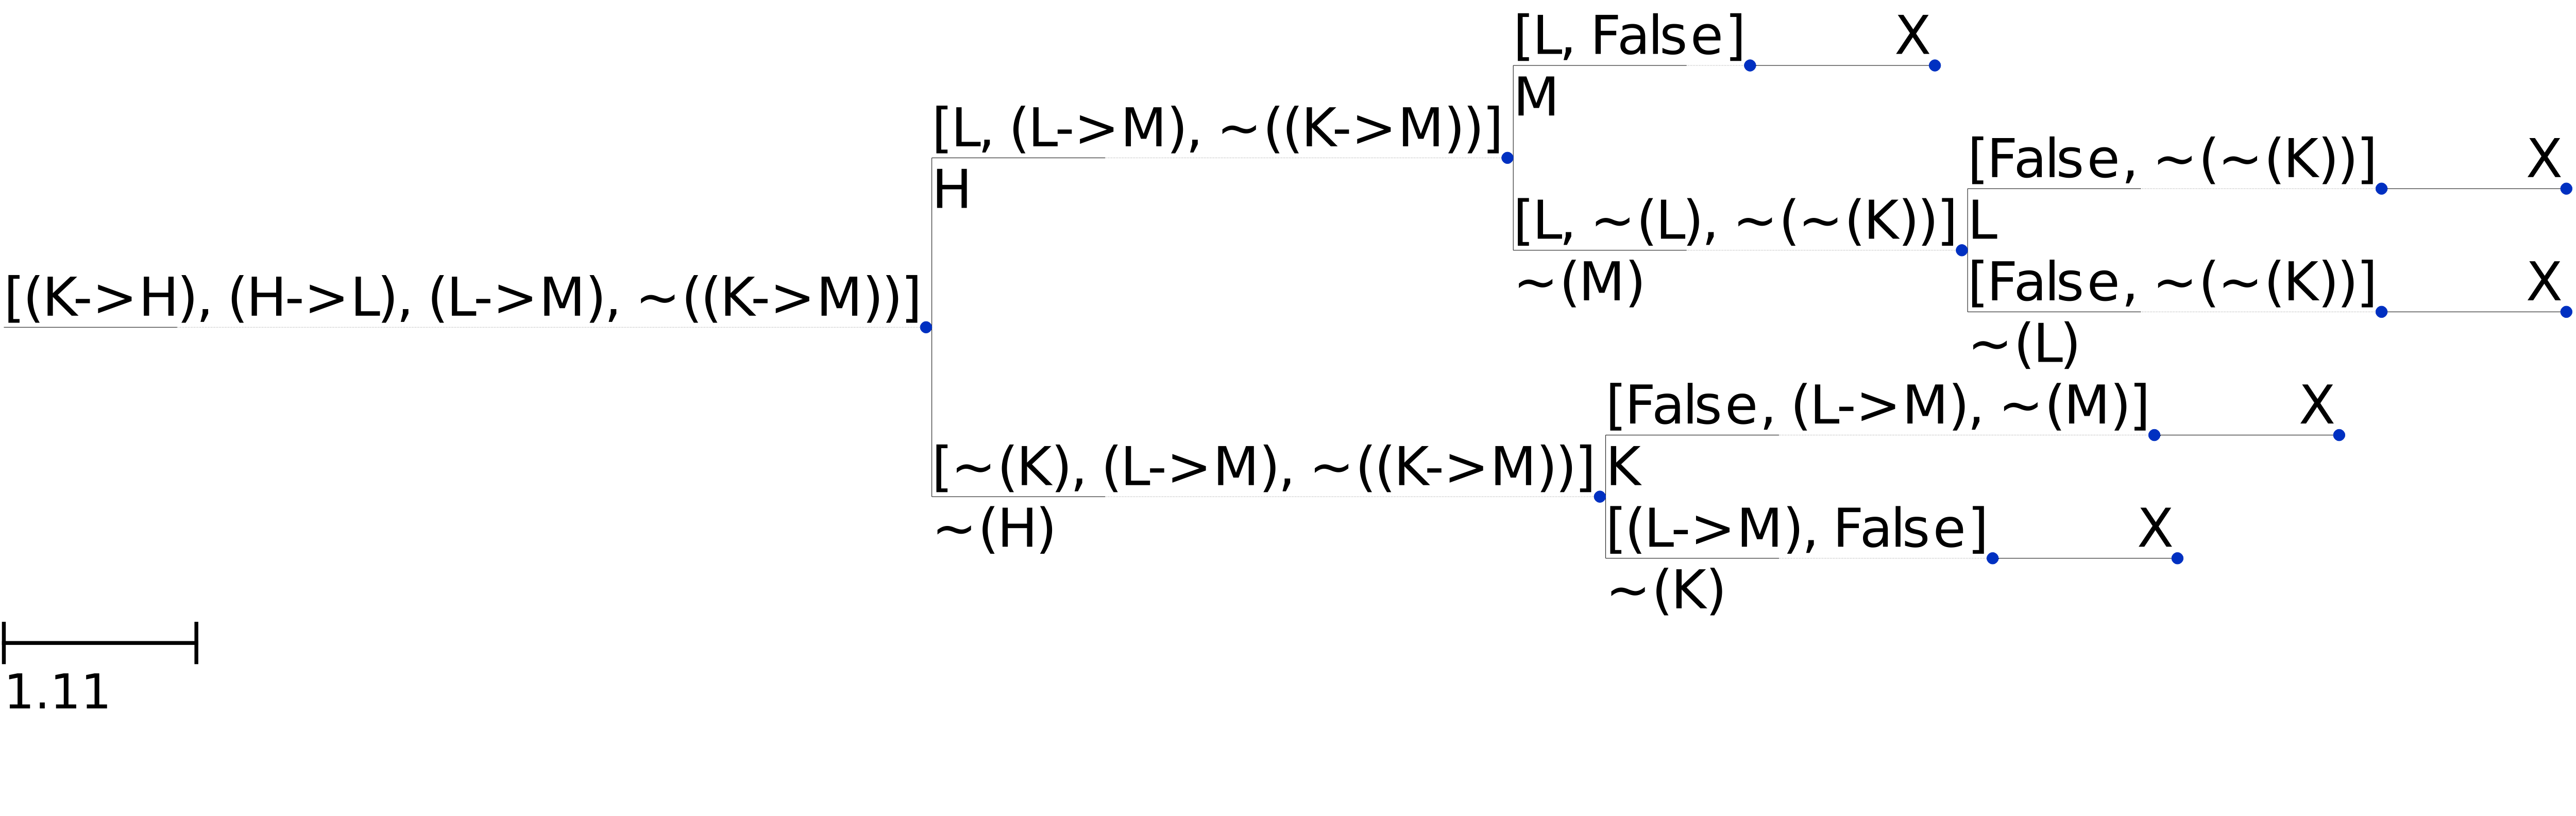 [L, False]
X
M
[L, (L->M), ~((K->M))]
H
[False, ~(~(K))]
X
L
[L, ~(L), ~(~(K))]
~(M)
[False, ~(~(K))]
X
~(L)
[(K->H), (H->L), (L->M), ~((K->M))]
[False, (L->M), ~(M)]
X
K
[~(K), (L->M), ~((K->M))]
~(H)
[(L->M), False]
X
~(K)
1.11